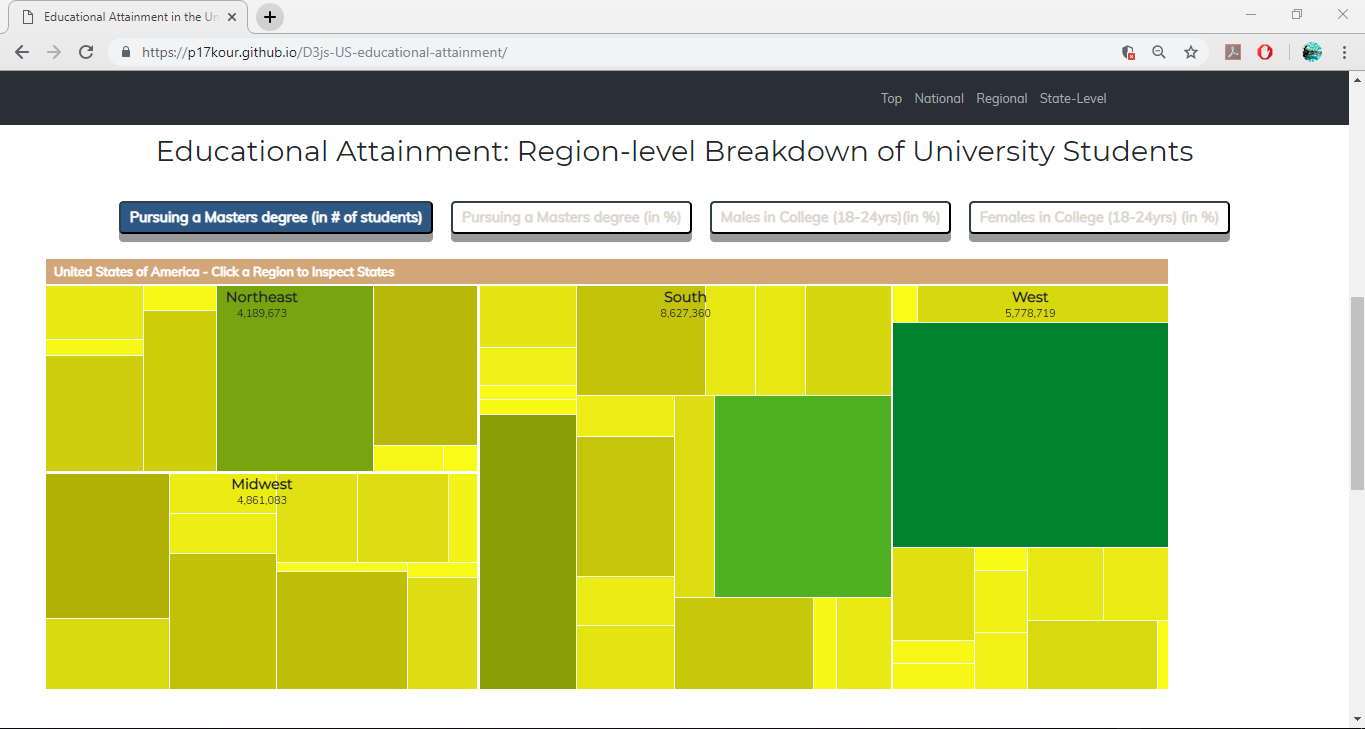 Educational Attainment in the Un
https://p17kour.github.io/D3js-US-educational-attainment/
Top National Regional State-Level
Educational Attainment: Region-level Breakdown of University Students
Pursuing a Masters degree (in # of students)
Pursuing a Masters degree (in %)
Males in College (18-24yrs)(in %)
Females in College (18-24yrs) (in %)
United States of America - Click a Region to Inspect States
Northeast
4,189,673
South
8,627,360
West
5,778,719
Midwest
4,861,083